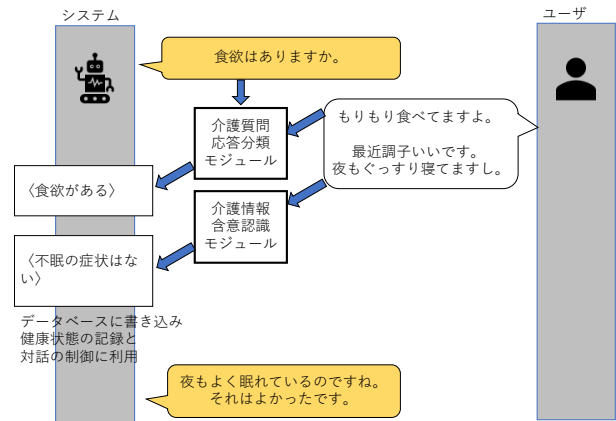 システム
ユーザ
食欲はありますか。
もりもり食べてますよ。
最近調子いいです。
夜もぐっすり寝てますし。
介護質問
応答分類
モジュール
〈食欲がある〉
介護情報
含意認識
モジュール
〈不眠の症状はな
い〉
データベースに書き込み
健康状態の記録と
対話の制御に利用
夜もよく眠れているのですね。
それはよかったです。